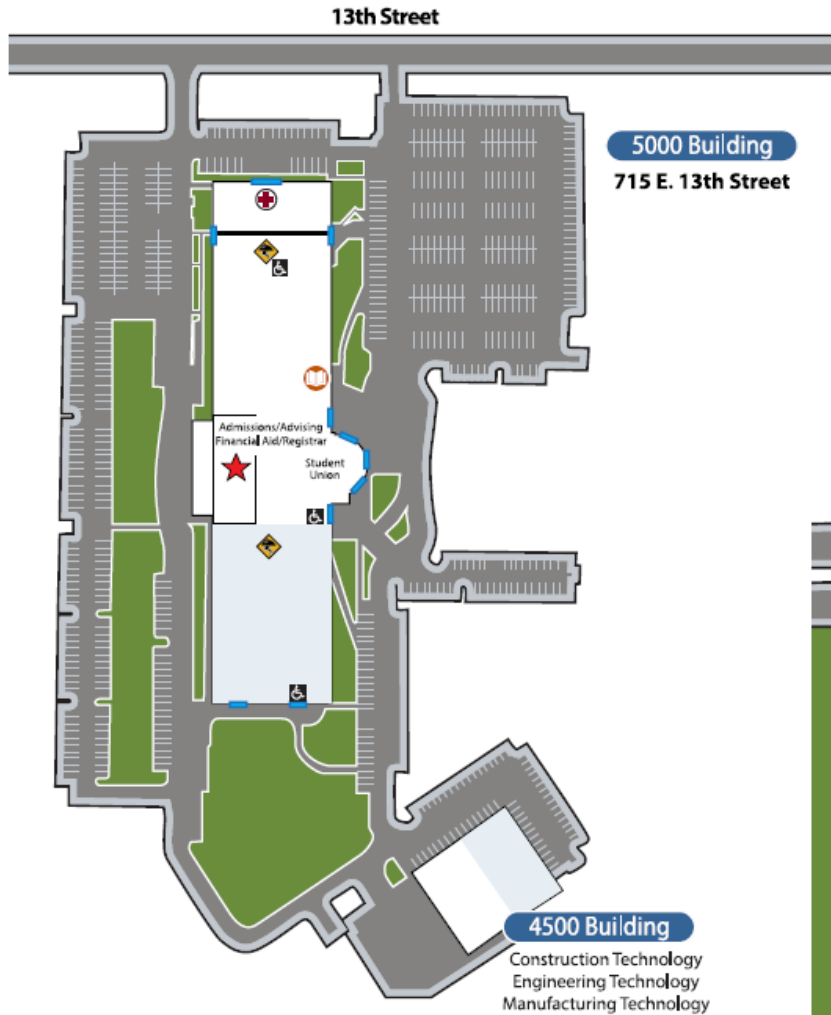 13th Street
5000 Building
715 E. 13th Street
Admissions/Advising
Financial Aid/Registrar
Student
Union
4500 Building
Construction Technology
Engineering Technology
Manufacturing Technology